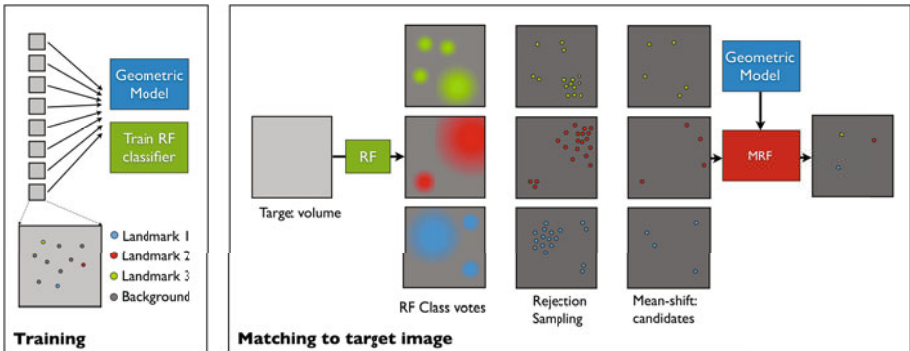 Geometric
Model
Train RF
classifier
Landmark 1
Landmark 2
Landmark 3
Background
Training
Target volume
RF
RF Class votes
Rejection
Sampling
Mean-shift:
candidates
Geometric
Model
MRF
Matching to target image